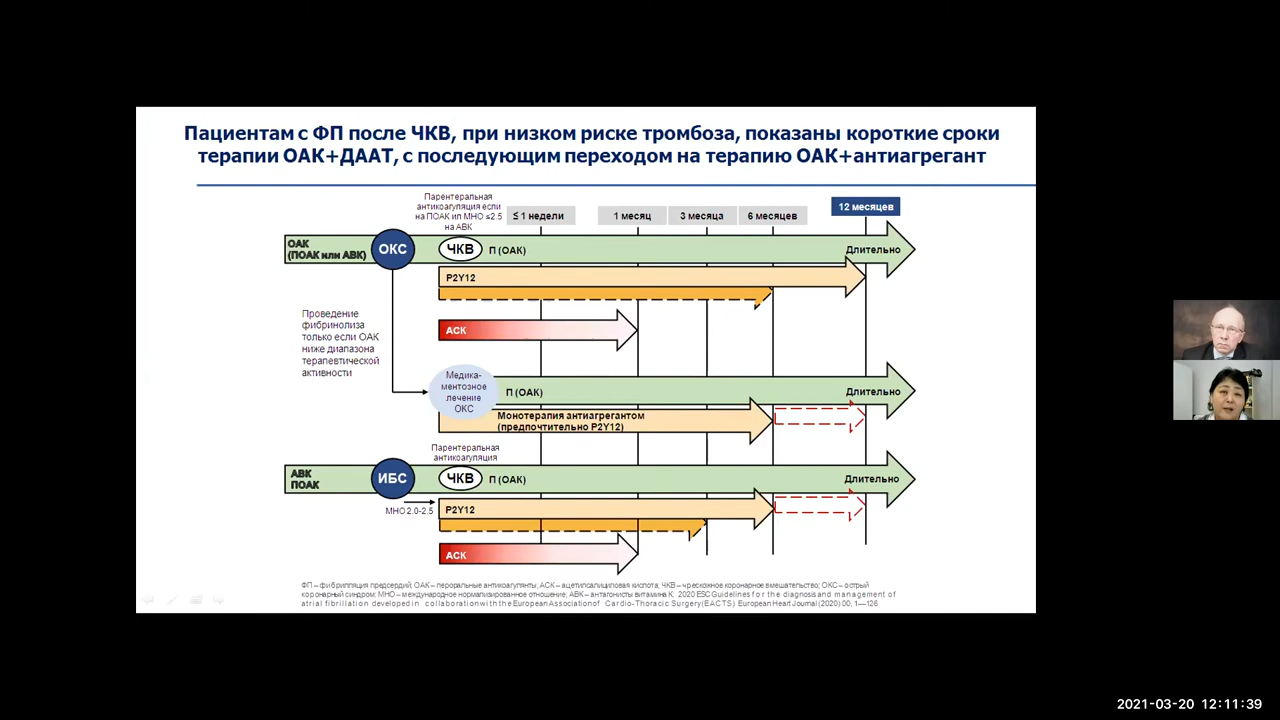 Пациентам с ФП после ЧКВ, при низком риске тромбоза, показаны короткие сроки
терапии ОАК+ДААТ, с последующим переходом на терапию ОАК+антиагрегант
Парентеральная
антикоагуляция если
на ПОАК ил МНО ≤2.5
на АВК
≤ 1 недели
1 месяц
3 месяца
6 месяцев
12 месяцев
ОАК
(ПОАК или АВК)
ОКС
ЧКВ
П (ОАК)
Длительно
P2Y12
АСК
Проведение
фибринолиза
только если ОАК
ниже диапазона
терапевтической
активности
Медика-
ментозное
лечение
ОКС
П (ОАК)
Длительно
Монотерапия антиагрегантом
(предпочтительно P2Y12)
Парентеральная
антикоагуляция
АВК
ПОАК
ИБС
ЧКВ
П (ОАК)
Длительно
МНО 2.0-2.5
P2Y12
АСК
ФП – фибрилляция предсердий; ОАК – пероральные антикоагулянты; АСК – ацетилсалициловая кислота; ЧКВ – чрескожное коронарное вмешательство; ОКС – острый
коронарный синдром: МНО – международное нормализированное отношение; АВК – антагонисты витамина К; 2020 ESC Guidelines for the diagnosis and management of
atrial fibrillation developed in collaboration with the European Association of Cardio-Thoracic Surgery (EACTS) European Heart Journal (2020) 00, 1—126
2021-03-20 12:11:39